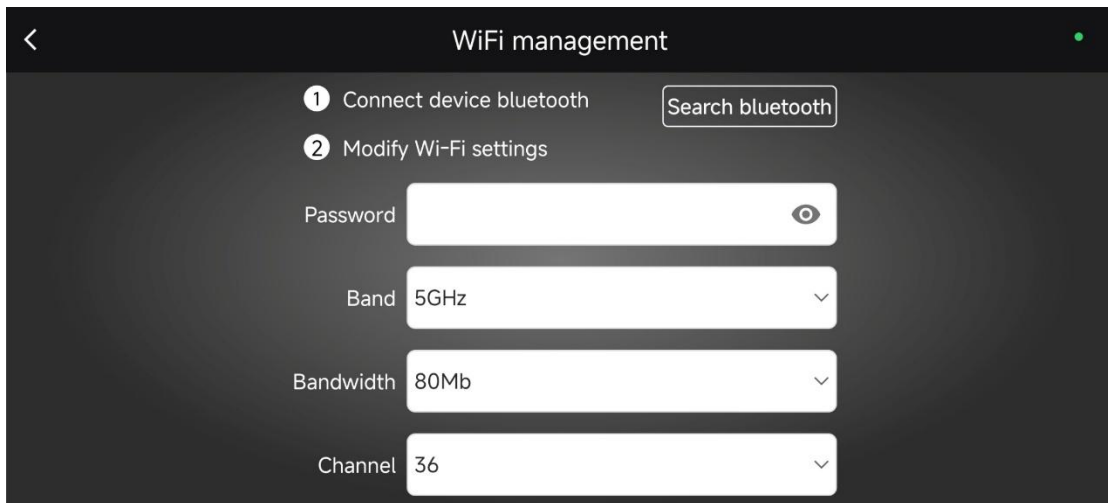 WiFi management
1 Connect device bluetooth Search bluetooth
2 Modify Wi-Fi settings
Password
Band 5GHz
Bandwidth 80Mb
Channel 36